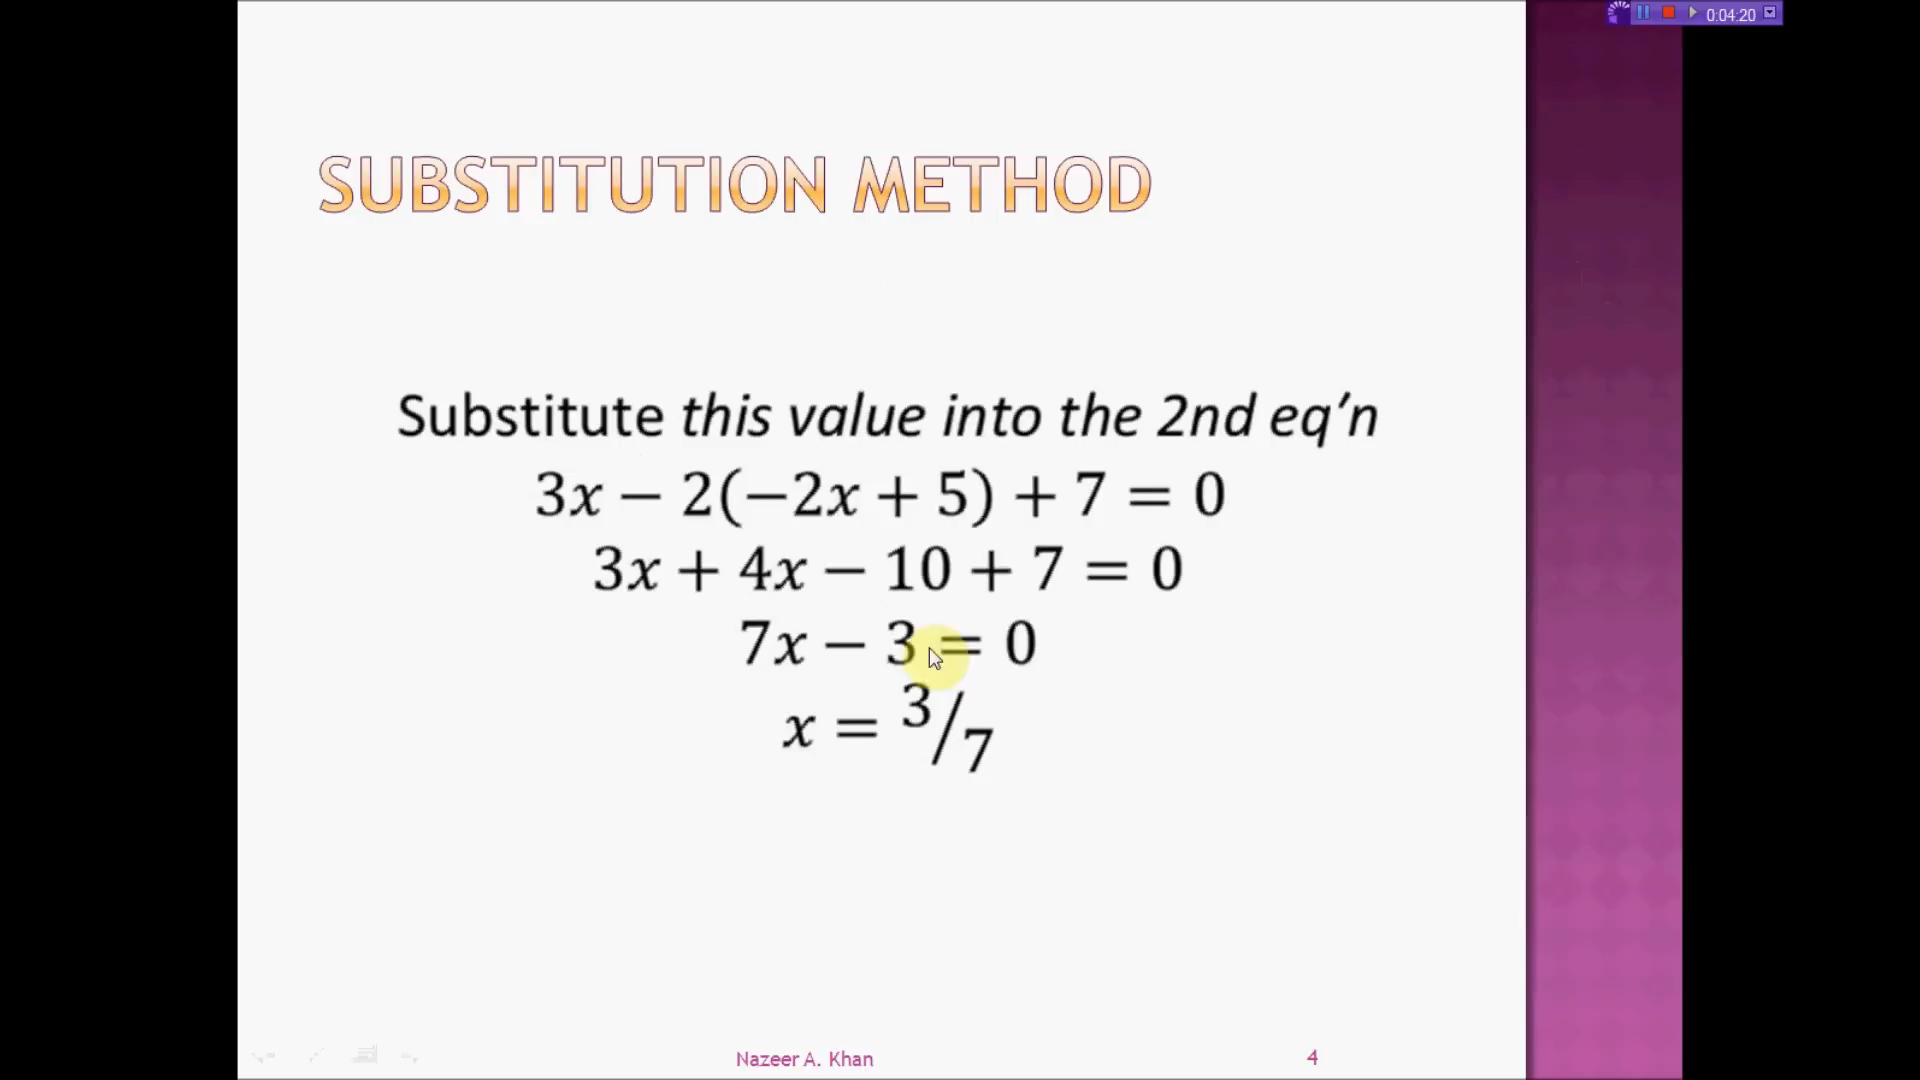 0:04:20
SUBSTITUTION METHOD
Substitute this value into the 2nd eq'n
3x − 2(−2x + 5) + 7 = 0
3x + 4x − 10 + 7 = 0
7x − 3 = 0
x = 3/7
Nazeer A. Khan
4